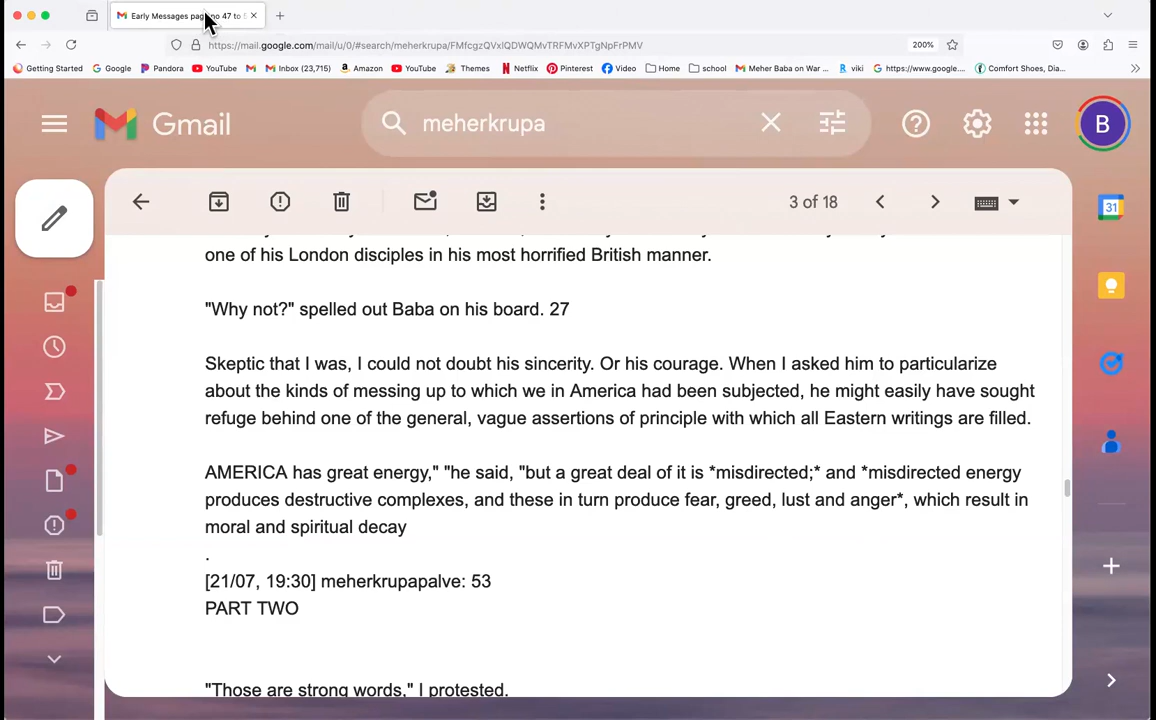 Early Messages pag no 47 to
https://mail.google.com/mail/u/0/#search/meherkrupa/FMfcgzQVxlQDWQMvTRFMvXPTgNpFrPMV
200%
Getting Started
Google
Pandora
YouTube
Inbox (23,715)
Amazon
YouTube
Themes
Netflix
Pinterest
Video
Home
school
Meher Baba on War ...
viki
https://www.google....
Comfort Shoes, Dia...
Gmail
meherkrupa
B
3 of 18
31
one of his London disciples in his most horrified British manner.
"Why not?" spelled out Baba on his board. 27
Skeptic that I was, I could not doubt his sincerity. Or his courage. When I asked him to particularize
about the kinds of messing up to which we in America had been subjected, he might easily have sought
refuge behind one of the general, vague assertions of principle with which all Eastern writings are filled.
AMERICA has great energy," "he said, "but a great deal of it is *misdirected;* and *misdirected energy
produces destructive complexes, and these in turn produce fear, greed, lust and anger*, which result in
moral and spiritual decay
.
[21/07, 19:30] meherkrupapalve: 53
PART TWO
"Those are strong words," I protested.